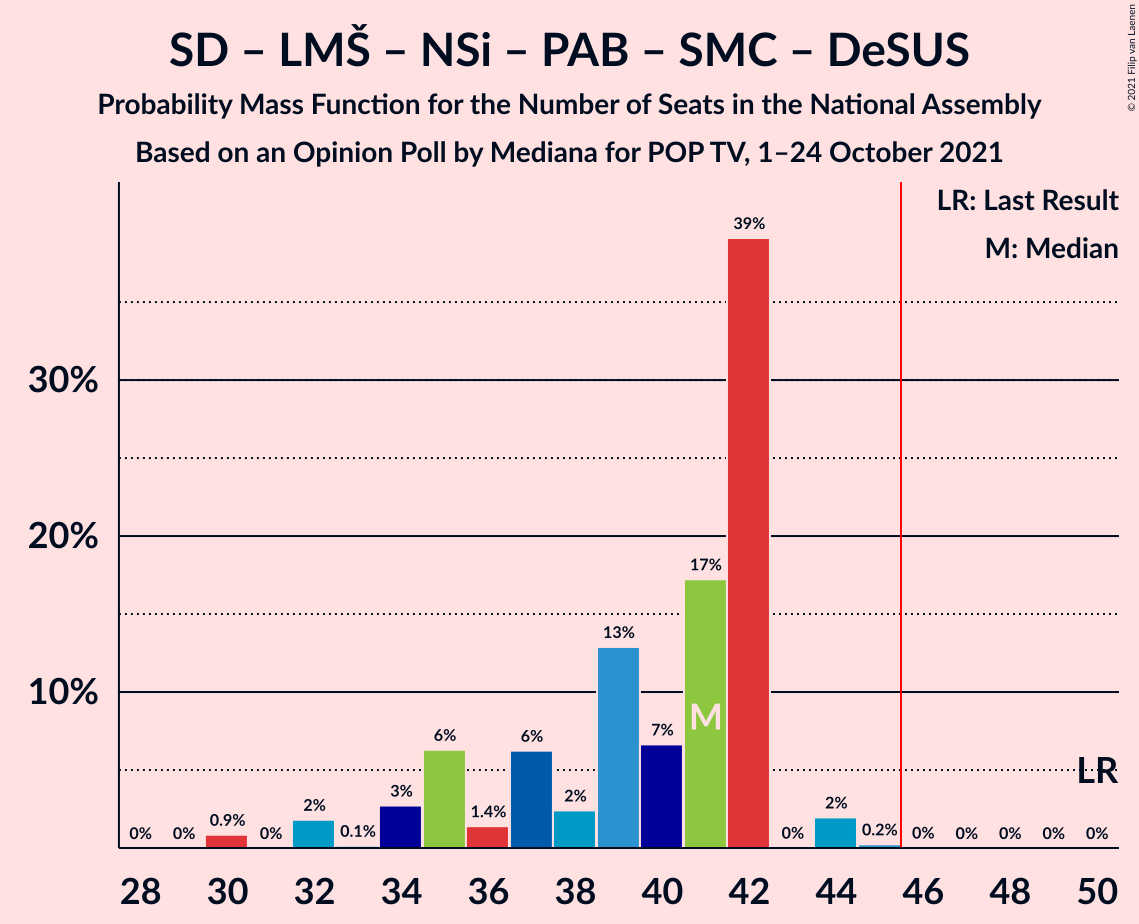 SD – LMŠ – NSi – PAB – SMC – DeSUS
Probability Mass Function for the Number of Seats in the National Assembly
Based on an Opinion Poll by Mediana for POP TV, 1–24 October 2021
© 2021 Filip van Laenen
LR: Last Result
M: Median
30%
20%
10%
0%
0%
0.9%
0%
2%
0.1%
3%
6%
1.4%
6%
2%
13%
7%
17%
39%
0%
2%
0.2%
0%
0%
0%
0%
0%
M
LR
28 30 32 34 36 38 40 42 44 46 48 50